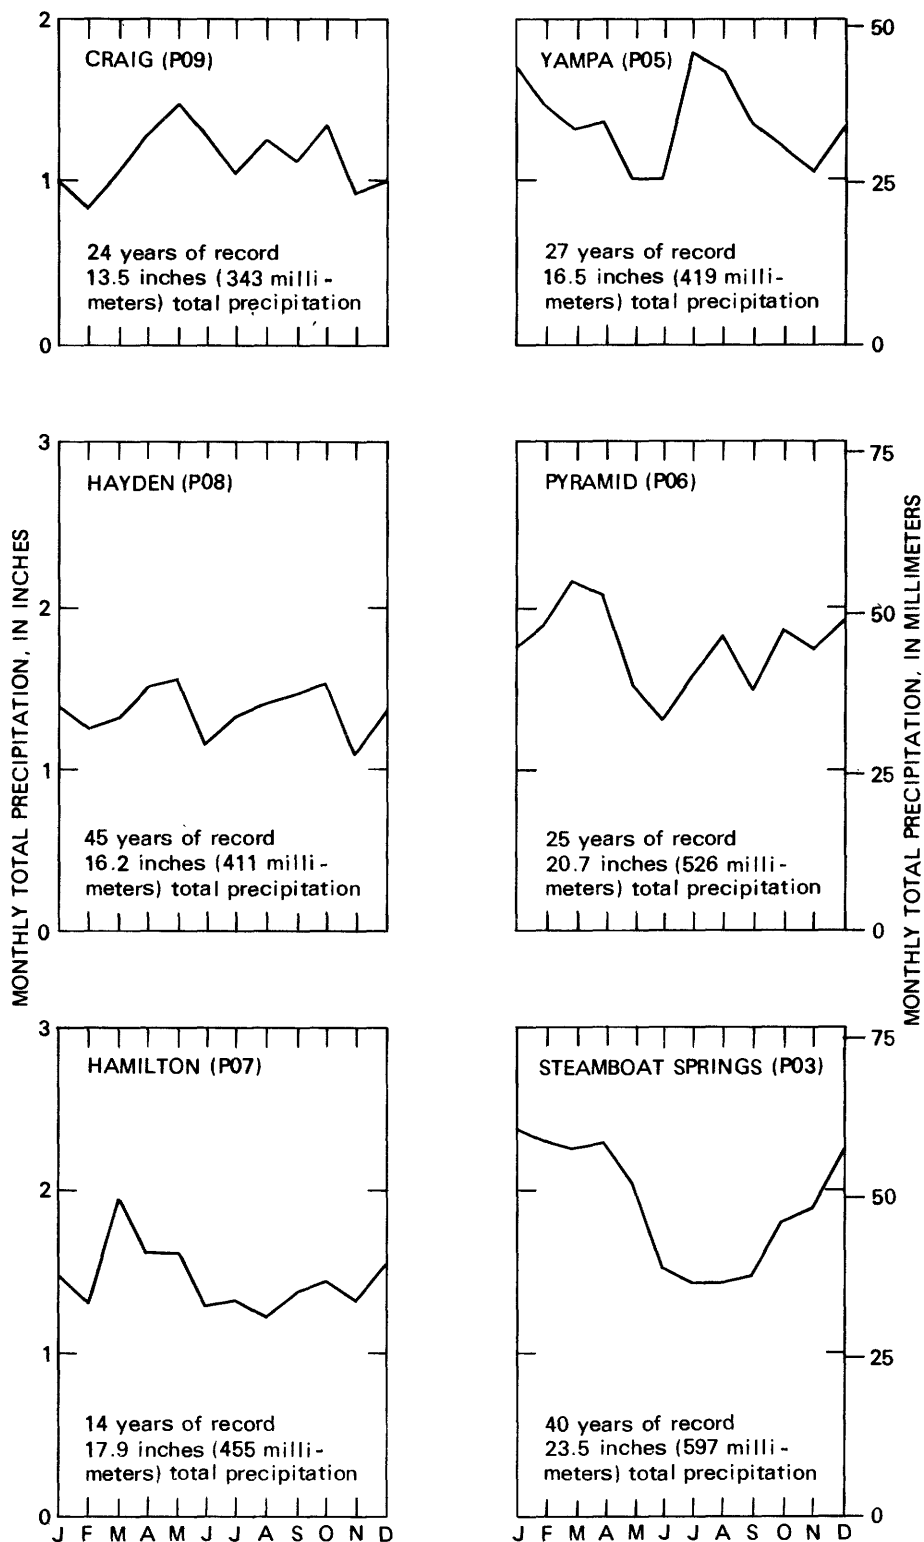 2
1
0
CRAIG (P09)
24 years of record
13.5 inches (343 milli-
meters) total precipitation
YAMPA (P05)
27 years of record
16.5 inches (419 milli-
meters) total precipitation
50
25
0
MONTHLY TOTAL PRECIPITATION, IN INCHES
3
2
1
0
HAYDEN (P08)
45 years of record
16.2 inches (411 milli-
meters) total precipitation
PYRAMID (P06)
25 years of record
20.7 inches (526 milli-
meters) total precipitation
75
50
25
0
MONTHLY TOTAL PRECIPITATION, IN MILLIMETERS
3
2
1
0
HAMILTON (P07)
14 years of record
17.9 inches (455 milli-
meters) total precipitation
J F M A M J J A S O N D
STEAMBOAT SPRINGS (P03)
40 years of record
23.5 inches (597 milli-
meters) total precipitation
75
50
25
0
J F M A M J J A S O N D